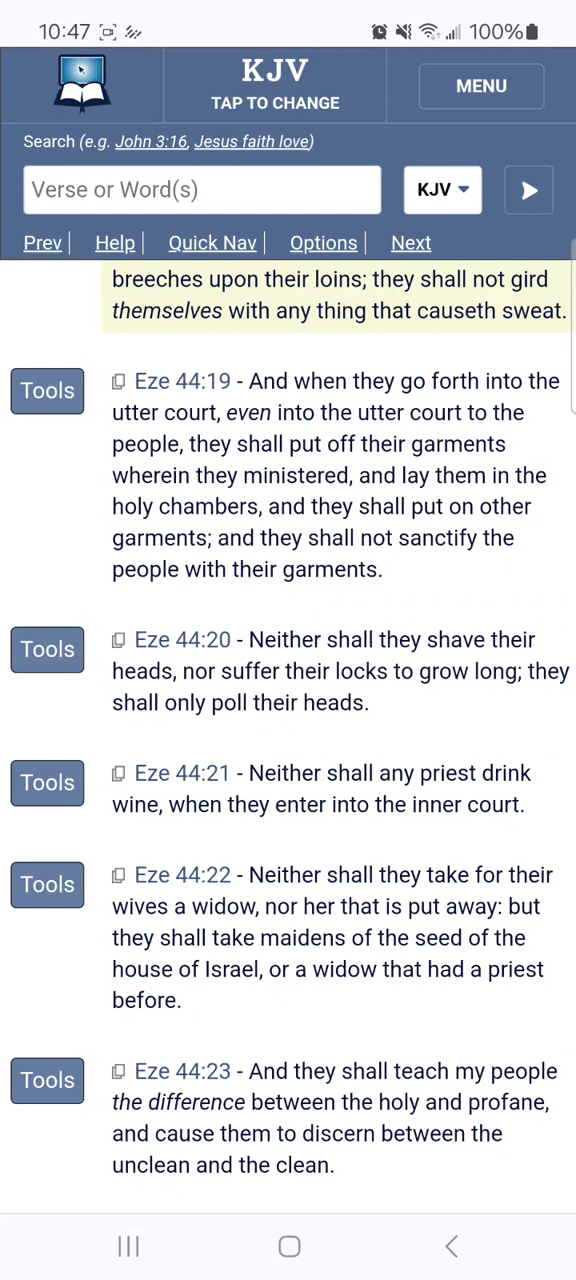 10:47 100%
KJV
TAP TO CHANGE
MENU
Search (e.g. John 3:16, Jesus faith love)
Verse or Word(s)
KJV
Prev| Help| Quick Nav| Options| Next
breeches upon their loins; they shall not gird
themselves with any thing that causeth sweat.
Tools
Eze 44:19 - And when they go forth into the
utter court, even into the utter court to the
people, they shall put off their garments
wherein they ministered, and lay them in the
holy chambers, and they shall put on other
garments; and they shall not sanctify the
people with their garments.
Tools
Eze 44:20 - Neither shall they shave their
heads, nor suffer their locks to grow long; they
shall only poll their heads.
Tools
Eze 44:21 - Neither shall any priest drink
wine, when they enter into the inner court.
Tools
Eze 44:22 - Neither shall they take for their
wives a widow, nor her that is put away: but
they shall take maidens of the seed of the
house of Israel, or a widow that had a priest
before.
Tools
Eze 44:23 - And they shall teach my people
the difference between the holy and profane,
and cause them to discern between the
unclean and the clean.